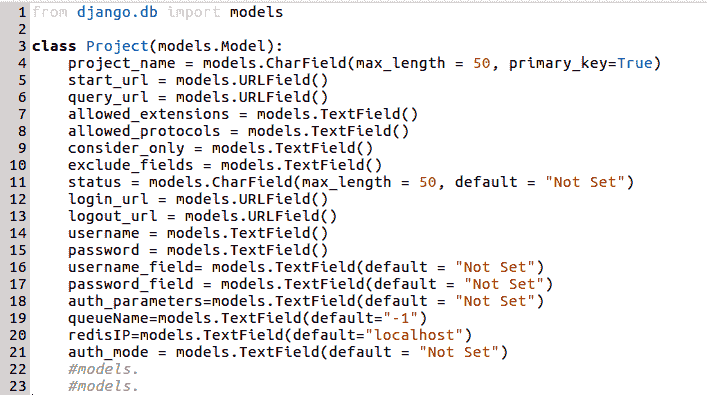 1 from django.db import models
2
3 class Project(models.Model):
4     project_name = models.CharField(max_length = 50, primary_key=True)
5     start_url = models.URLField()
6     query_url = models.URLField()
7     allowed_extensions = models.TextField()
8     allowed_protocols = models.TextField()
9     consider_only = models.TextField()
10     exclude_fields = models.TextField()
11     status = models.CharField(max_length = 50, default = "Not Set")
12     login_url = models.URLField()
13     logout_url = models.URLField()
14     username = models.TextField()
15     password = models.TextField()
16     username_field= models.TextField(default = "Not Set")
17     password_field = models.TextField(default = "Not Set")
18     auth_parameters=models.TextField(default = "Not Set")
19     queueName=models.TextField(default="-1")
20     redisIP=models.TextField(default="localhost")
21     auth_mode = models.TextField(default = "Not Set")
22     #models.
23     #models.